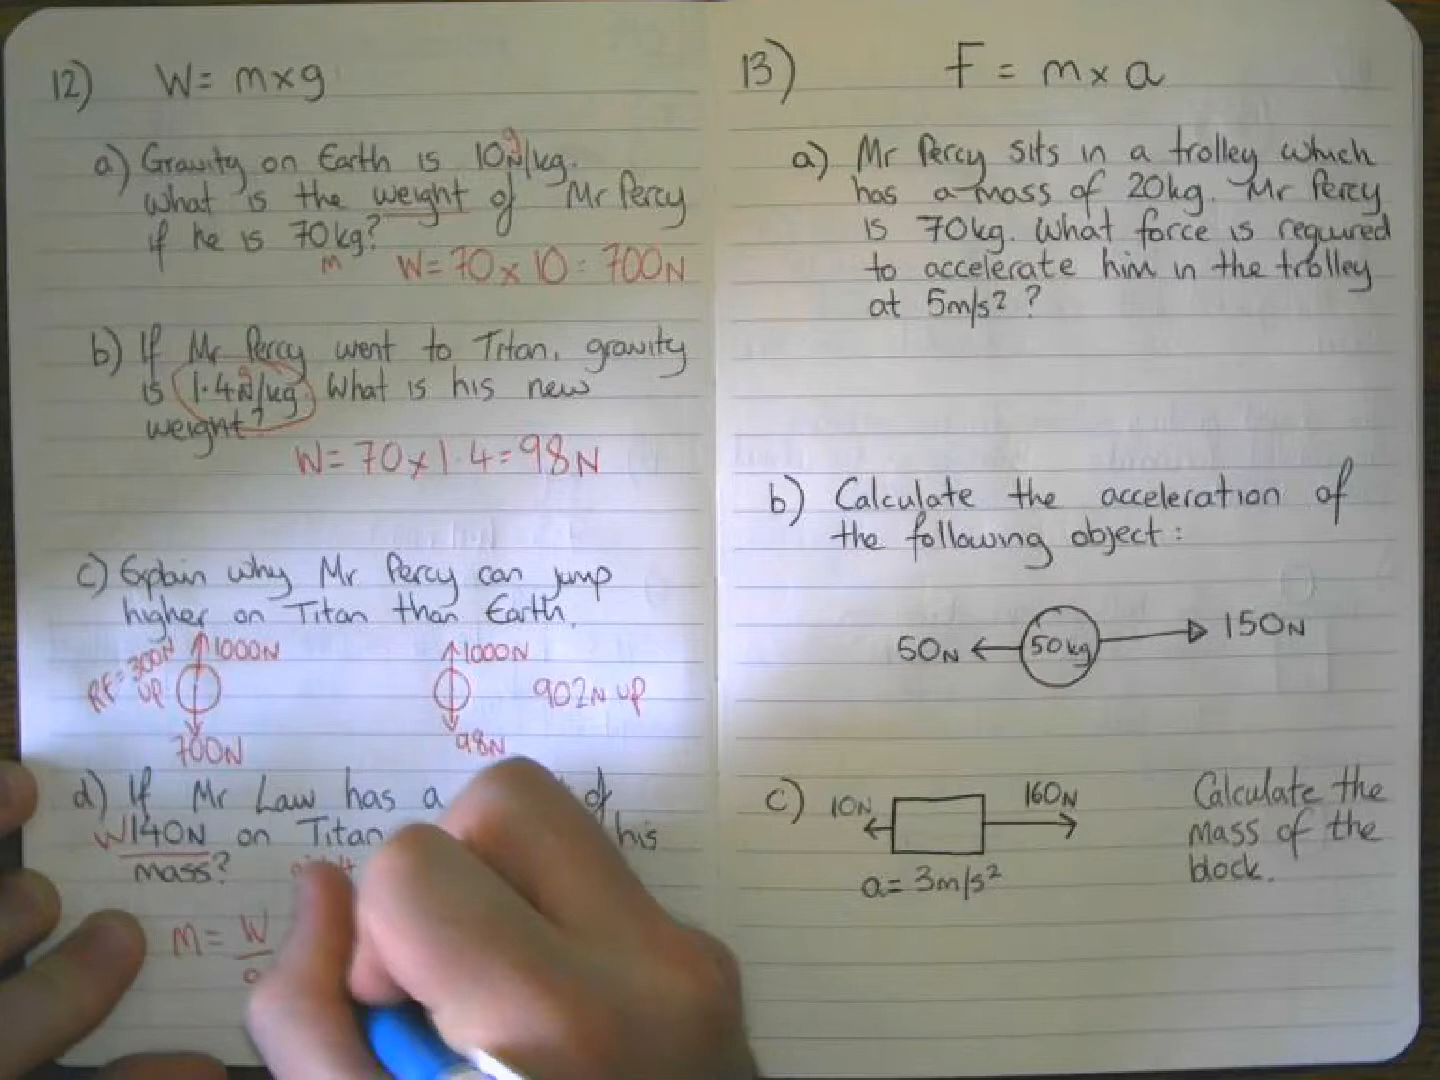 12) W = m×g
a) Gravity on Earth is 10N/kg.
g
What is the weight of Mr Percy
if he is 70kg?
m
W = 70 × 10 = 700N
b) If Mr Percy went to Titan, gravity
is 1.4N/kg. What is his new
g
weight?
W = 70 × 1.4 = 98N
c) Explain why Mr Percy can jump
higher on Titan than Earth.
RF = 300N
UP
1000N
700N
1000N
902N UP
98N
d) If Mr Law has a of
W 140N on Titan his
mass?
M = W
13) F = m × a
a) Mr Percy sits in a trolley which
has a mass of 20kg. Mr Percy
is 70kg. What force is required
to accelerate him in the trolley
at 5m/s² ?
b) Calculate the acceleration of
the following object :
50N 50kg 150N
c) 10N 160N
a = 3m/s²
Calculate the
mass of the
block.